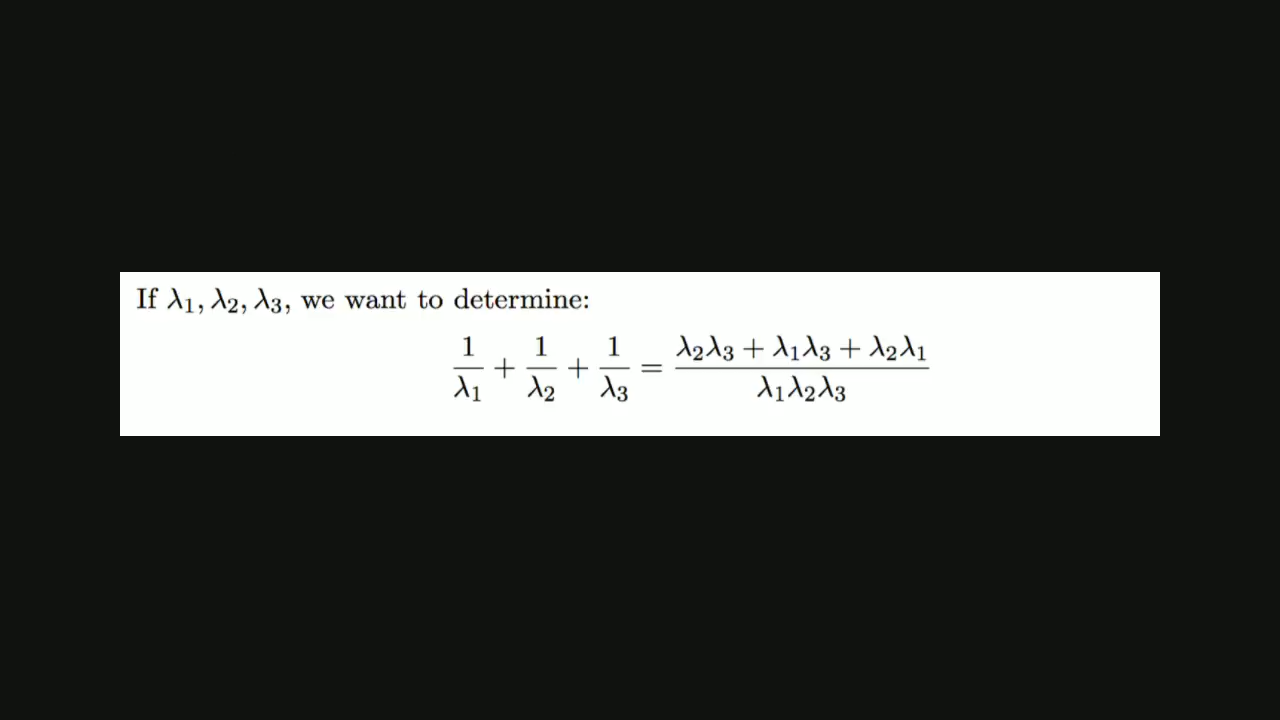 If λ₁, λ₂, λ₃, we want to determine:
1/λ₁ + 1/λ₂ + 1/λ₃ = (λ₂λ₃ + λ₁λ₃ + λ₂λ₁)/(λ₁λ₂λ₃)